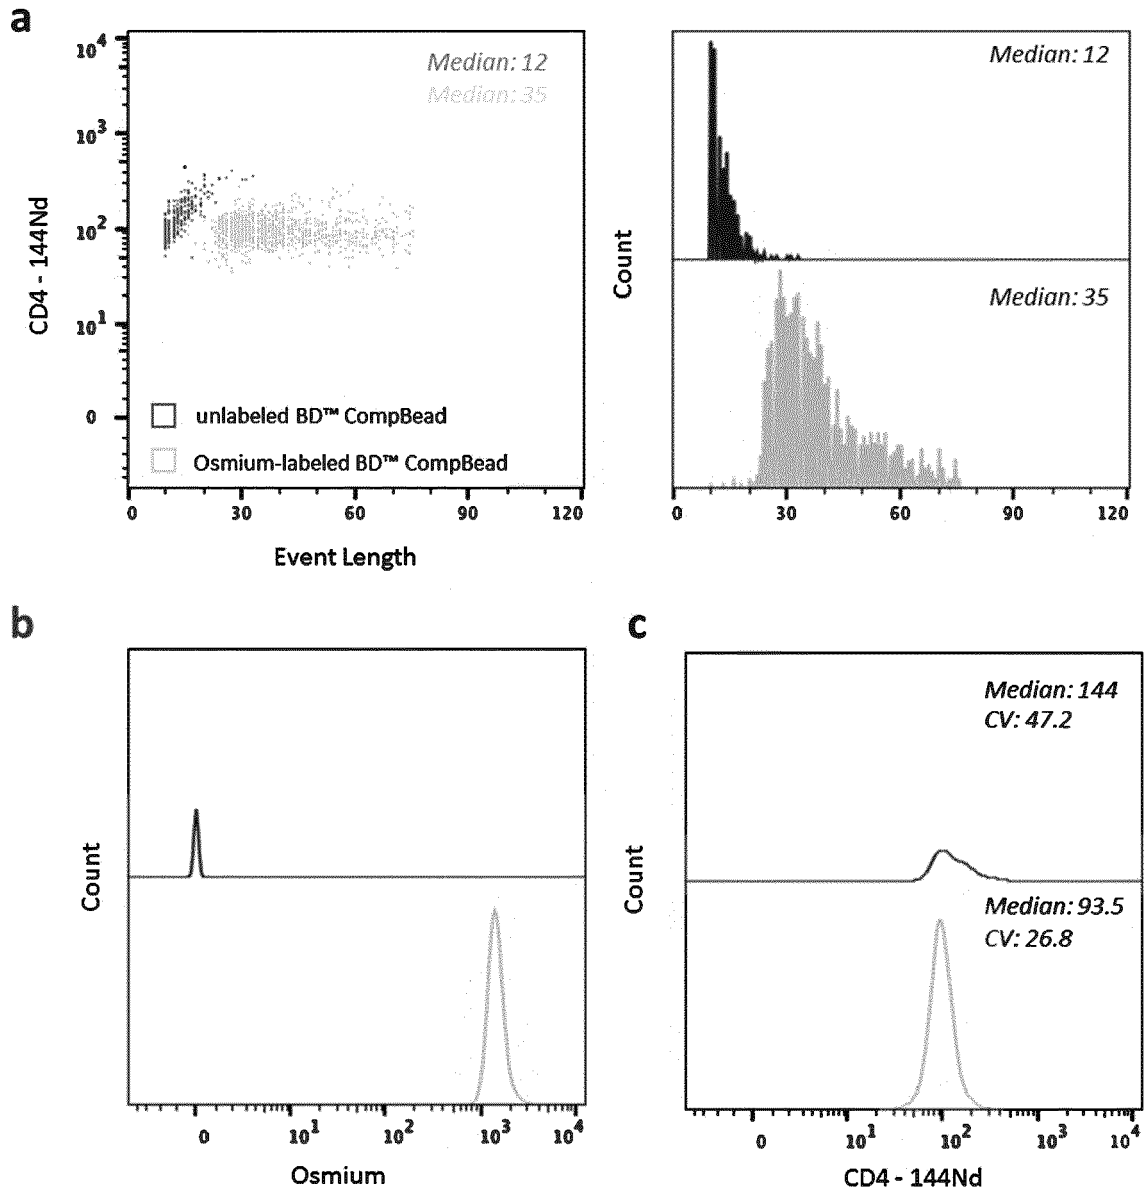 a
10⁴
10³
10²
10¹
0
CD4 - 144Nd
Median: 12
Median: 35
unlabeled BD™ CompBead
Osmium-labeled BD™ CompBead
0 30 60 90 120
Event Length
Count
Median: 12
Median: 35
0 30 60 90 120
b
Count
0 10¹ 10² 10³ 10⁴
Osmium
c
Count
Median: 144
CV: 47.2
Median: 93.5
CV: 26.8
0 10¹ 10² 10³ 10⁴
CD4 - 144Nd